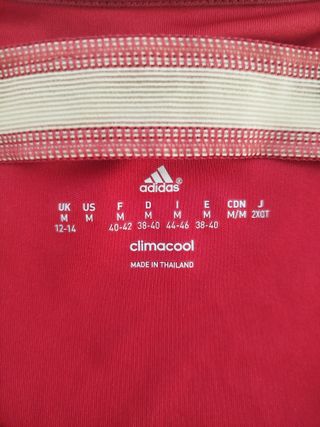 adidas
UK US F D I E CDN J
M M M M M M M/M 2XOT
12-14 40-42 38-40 44-46 38-40
climacool
MADE IN THAILAND